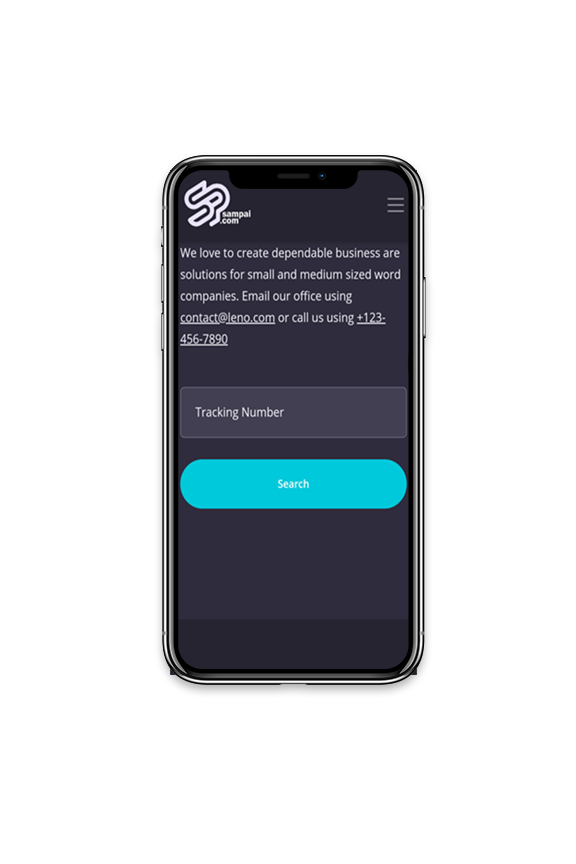 sampal
.com
We love to create dependable business are
solutions for small and medium sized word
companies. Email our office using
contact@leno.com or call us using +123-
456-7890
Tracking Number
Search